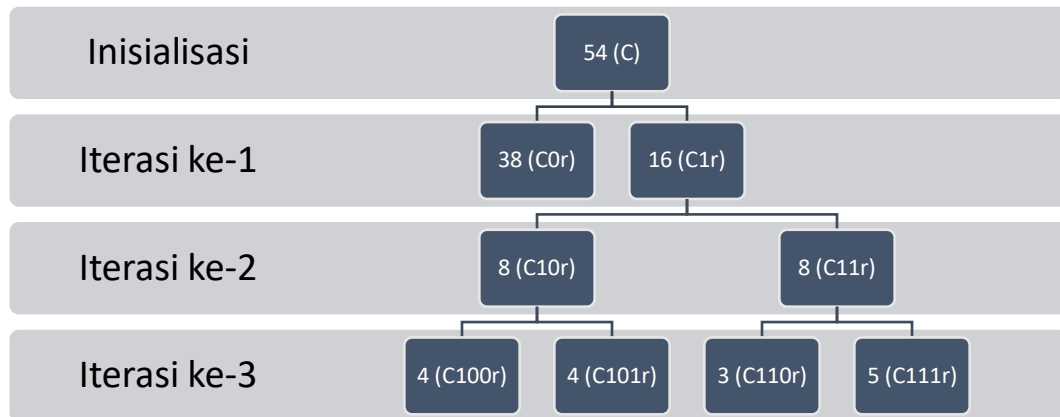 Inisialisasi
54 (C)
Iterasi ke-1
38 (C0r)
16 (C1r)
Iterasi ke-2
8 (C10r)
8 (C11r)
Iterasi ke-3
4 (C100r)
4 (C101r)
3 (C110r)
5 (C111r)